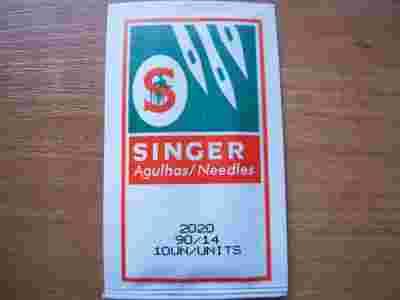 S
SINGER
Agulhas/Needles
2020
90/14
10UN/UNITS